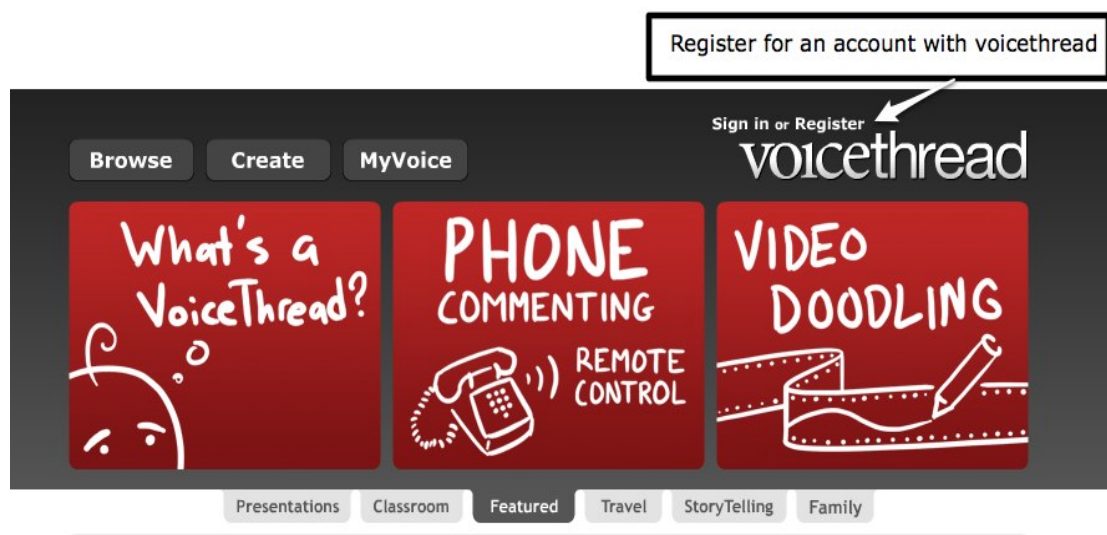 Register for an account with voicethread
Sign in or Register
voicethread
Browse Create MyVoice
What's a
VoiceThread?
PHONE
COMMENTING
REMOTE
CONTROL
VIDEO
DOODLING
Presentations Classroom Featured Travel StoryTelling Family